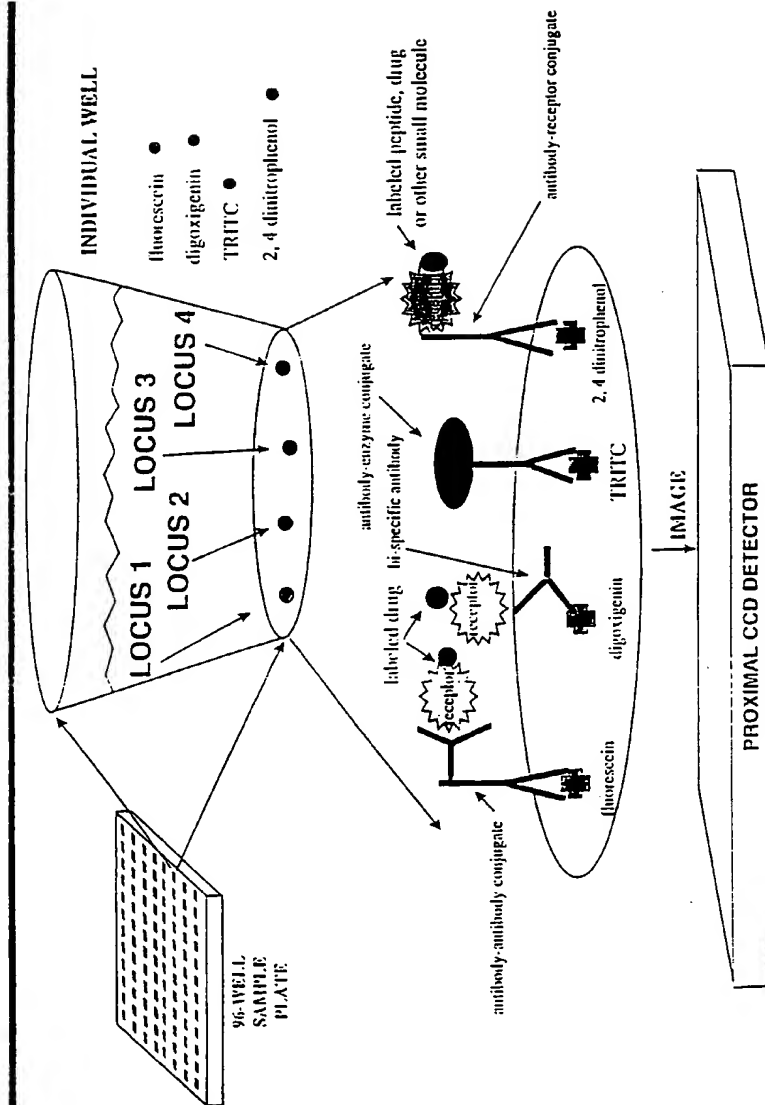 96-WELL
SAMPLE
PLATE
INDIVIDUAL WELL
fluorescein
digoxigenin
TRITC
2, 4 dinitrophenol
LOCUS 1
LOCUS 2
LOCUS 3
LOCUS 4
labeled peptide, drug
or other small molecule
antibody-receptor conjugate
antibody-enzyme conjugate
bi-specific antibody
labeled drug
receptor
receptor
antibody-antibody conjugate
fluorescein
digoxigenin
TRITC
2, 4 dinitrophenol
IMAGE
PROXIMAL CCD DETECTOR